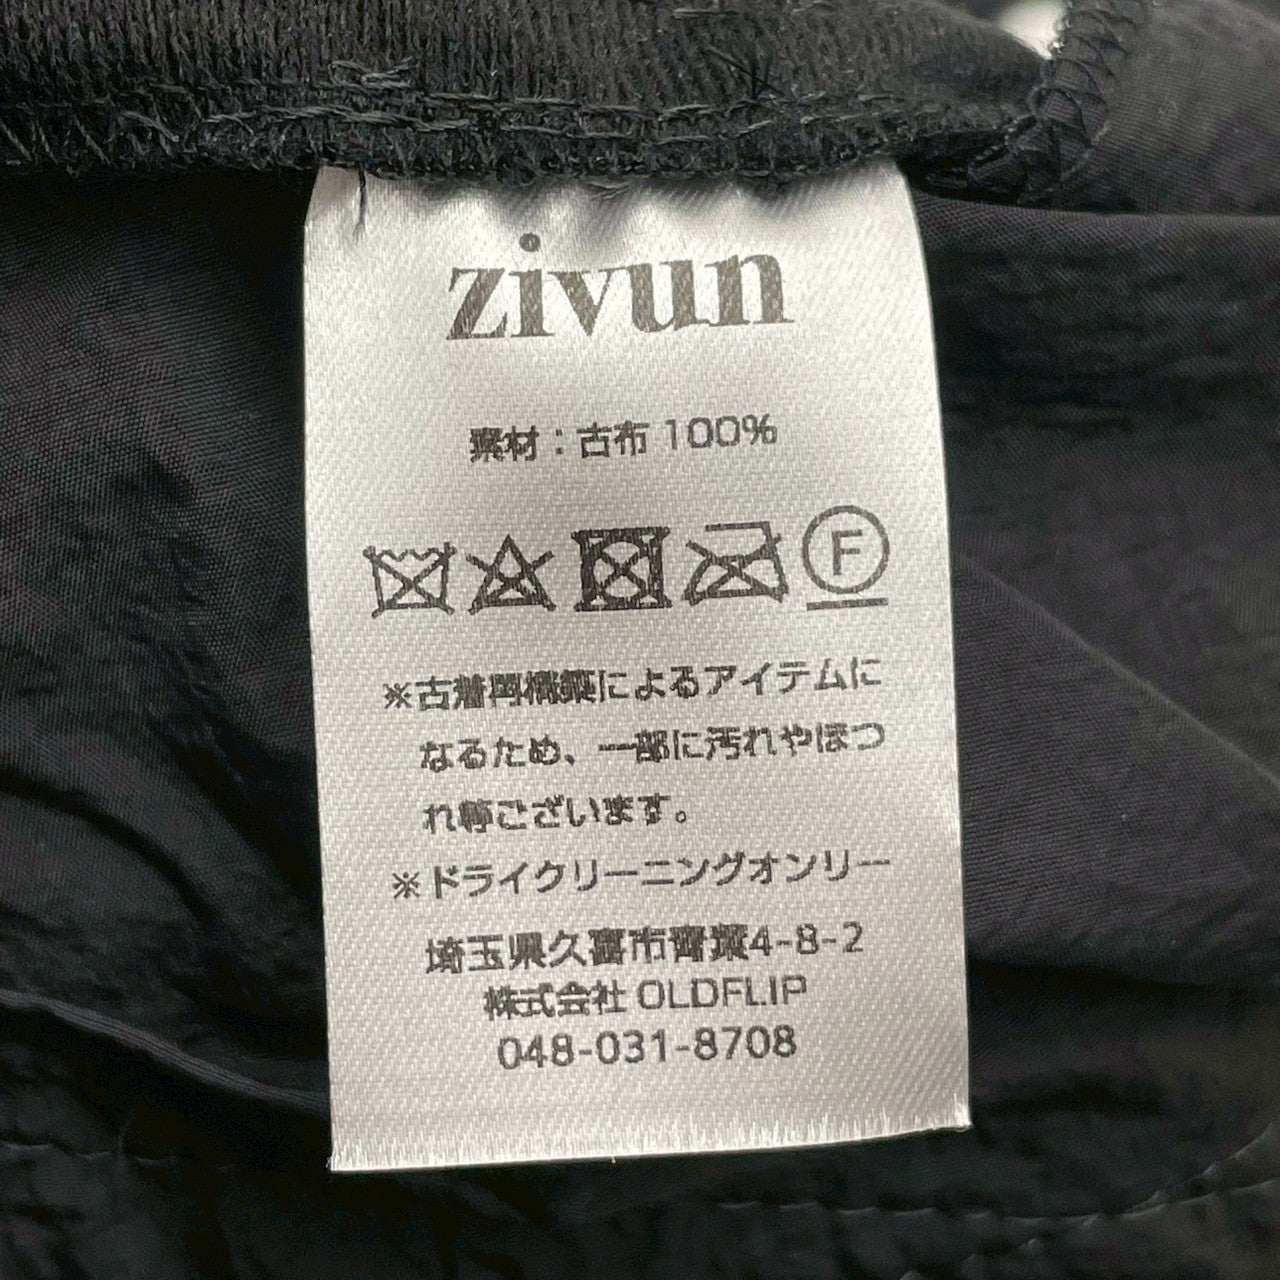 zivun
素材：古布 100%
F
※古着再構築によるアイテムに
なるため、一部に汚れやほつ
れ等ございます。
※ドライクリーニングオンリー
埼玉県久喜市青葉4-8-2
株式会社 OLDFLIP
048-031-8708